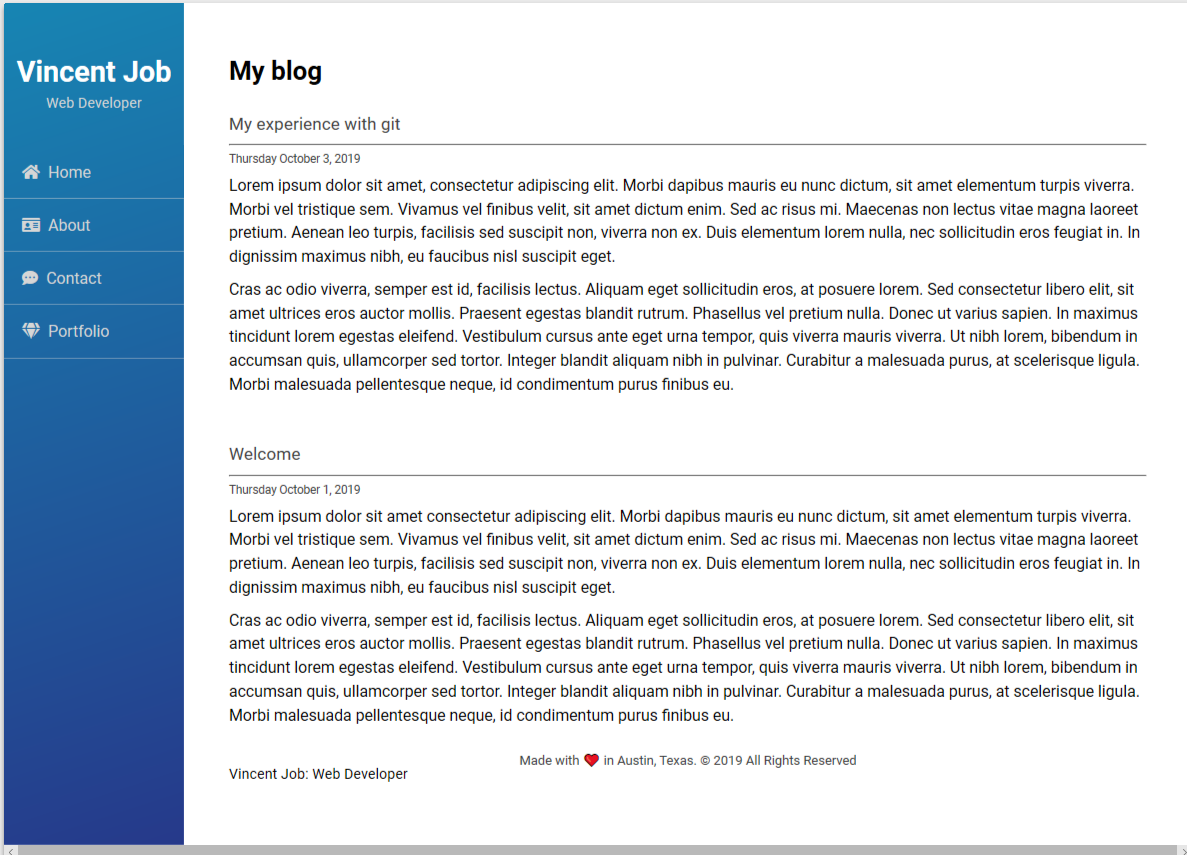 Vincent Job
Web Developer
Home
About
Contact
Portfolio
My blog
My experience with git
Thursday October 3, 2019
Lorem ipsum dolor sit amet, consectetur adipiscing elit. Morbi dapibus mauris eu nunc dictum, sit amet elementum turpis viverra.
Morbi vel tristique sem. Vivamus vel finibus velit, sit amet dictum enim. Sed ac risus mi. Maecenas non lectus vitae magna laoreet
pretium. Aenean leo turpis, facilisis sed suscipit non, viverra non ex. Duis elementum lorem nulla, nec sollicitudin eros feugiat in. In
dignissim maximus nibh, eu faucibus nisl suscipit eget.
Cras ac odio viverra, semper est id, facilisis lectus. Aliquam eget sollicitudin eros, at posuere lorem. Sed consectetur libero elit, sit
amet ultrices eros auctor mollis. Praesent egestas blandit rutrum. Phasellus vel pretium nulla. Donec ut varius sapien. In maximus
tincidunt lorem egestas eleifend. Vestibulum cursus ante eget urna tempor, quis viverra mauris viverra. Ut nibh lorem, bibendum in
accumsan quis, ullamcorper sed tortor. Integer blandit aliquam nibh in pulvinar. Curabitur a malesuada purus, at scelerisque ligula.
Morbi malesuada pellentesque neque, id condimentum purus finibus eu.
Welcome
Thursday October 1, 2019
Lorem ipsum dolor sit amet consectetur adipiscing elit. Morbi dapibus mauris eu nunc dictum, sit amet elementum turpis viverra.
Morbi vel tristique sem. Vivamus vel finibus velit, sit amet dictum enim. Sed ac risus mi. Maecenas non lectus vitae magna laoreet
pretium. Aenean leo turpis, facilisis sed suscipit non, viverra non ex. Duis elementum lorem nulla, nec sollicitudin eros feugiat in. In
dignissim maximus nibh, eu faucibus nisl suscipit eget.
Cras ac odio viverra, semper est id, facilisis lectus. Aliquam eget sollicitudin eros, at posuere lorem. Sed consectetur libero elit, sit
amet ultrices eros auctor mollis. Praesent egestas blandit rutrum. Phasellus vel pretium nulla. Donec ut varius sapien. In maximus
tincidunt lorem egestas eleifend. Vestibulum cursus ante eget urna tempor, quis viverra mauris viverra. Ut nibh lorem, bibendum in
accumsan quis, ullamcorper sed tortor. Integer blandit aliquam nibh in pulvinar. Curabitur a malesuada purus, at scelerisque ligula.
Morbi malesuada pellentesque neque, id condimentum purus finibus eu.
Made with ❤️ in Austin, Texas. © 2019 All Rights Reserved
Vincent Job: Web Developer